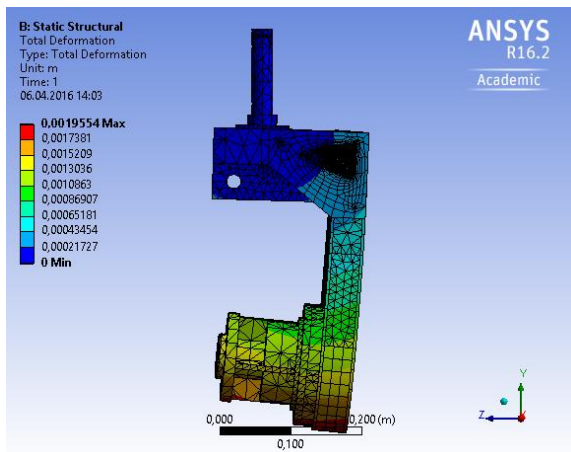 B: Static Structural
Total Deformation
Type: Total Deformation
Unit: m
Time: 1
06.04.2016 14:03
0,0019554 Max
0,0017381
0,0015209
0,0013036
0,0010863
0,00086907
0,00065181
0,00043454
0,00021727
0 Min
ANSYS
R16.2
Academic
0,000
0,200 (m)
0,100
Y
Z